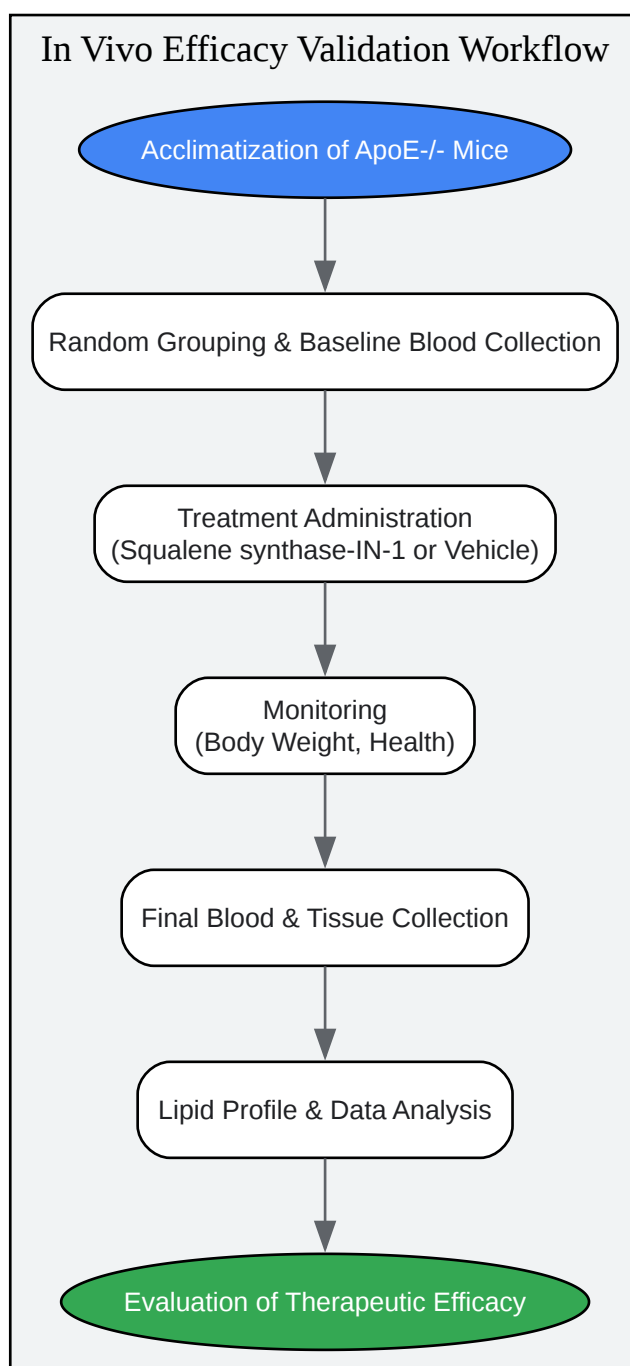 In Vivo Efficacy Validation Workflow
Acclimatization of ApoE-/- Mice
Random Grouping & Baseline Blood Collection
Treatment Administration
(Squalene synthase-IN-1 or Vehicle)
Monitoring
(Body Weight, Health)
Final Blood & Tissue Collection
Lipid Profile & Data Analysis
Evaluation of Therapeutic Efficacy